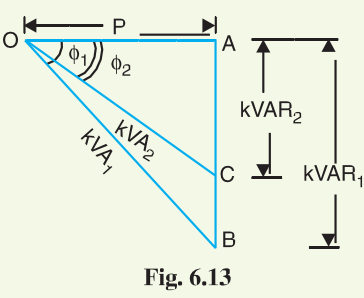 P
O
A
ϕ₁
ϕ₂
kVAR₂
kVA₂
kVA₁
C
kVAR₁
B
Fig. 6.13